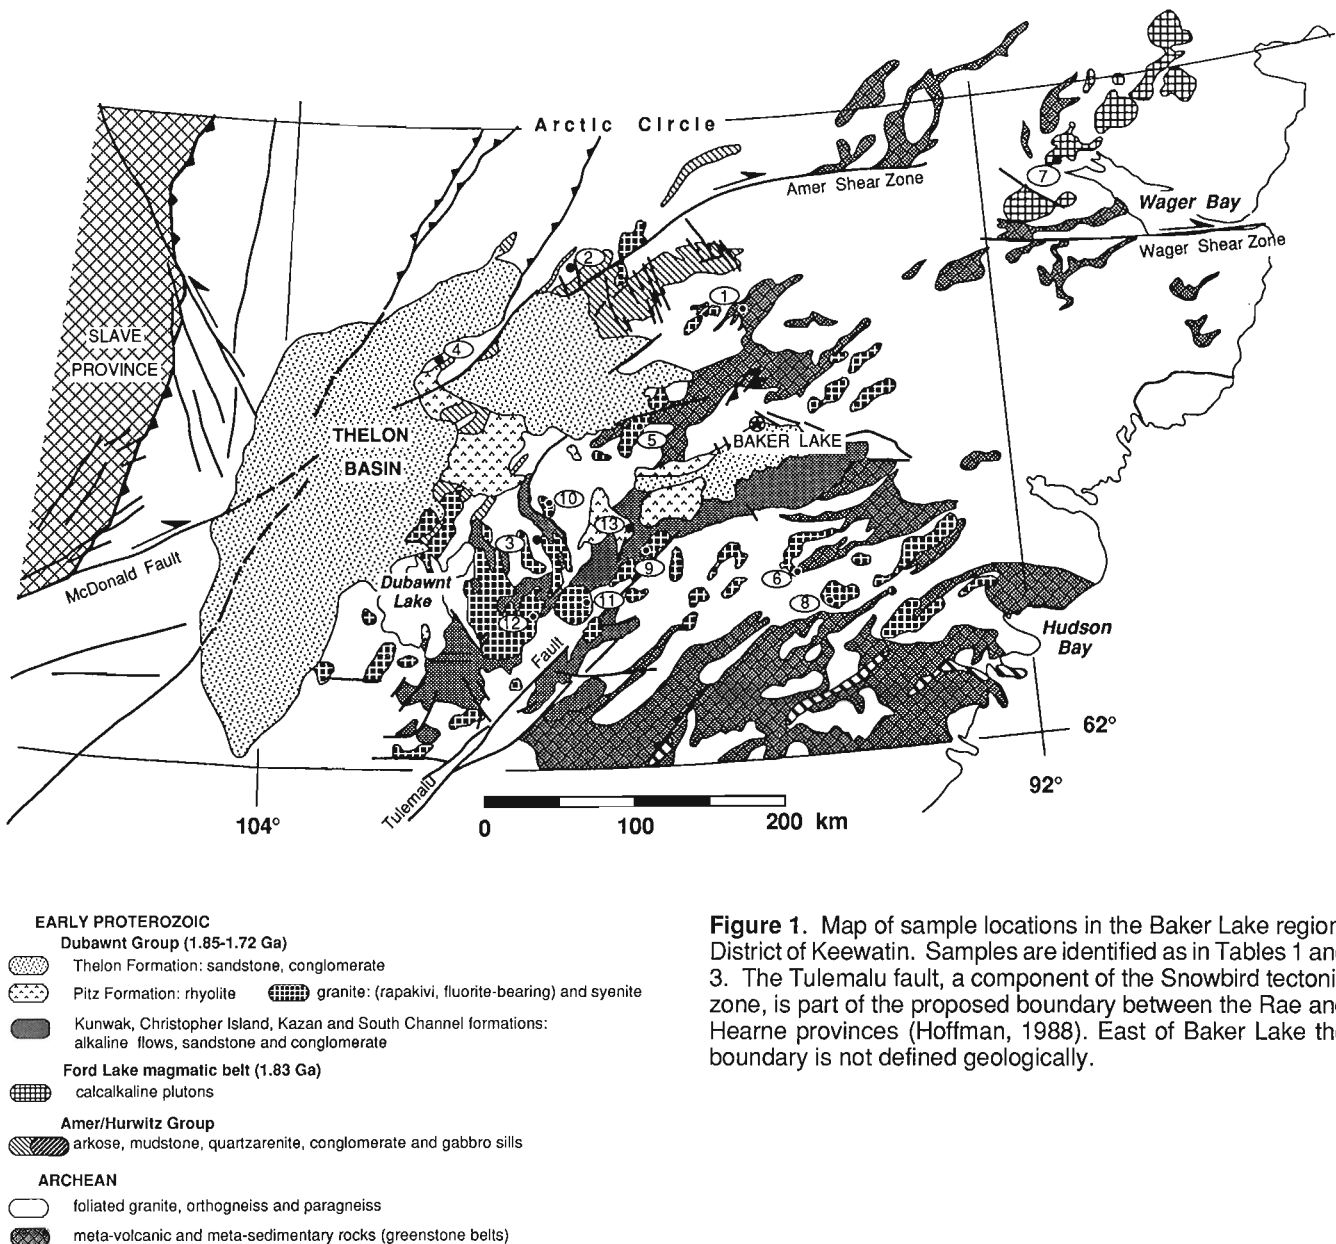 Arctic Circle
Amer Shear Zone
7
Wager Bay
Wager Shear Zone
2
1
SLAVE
PROVINCE
4
THELON
BASIN
5
BAKER LAKE
10
13
3
McDonald Fault
Dubawnt
Lake
9
6
11
8
12
Fault
Hudson
Bay
62°
92°
Tulemalu
104°
0 100 200 km
EARLY PROTEROZOIC
Dubawnt Group (1.85-1.72 Ga)
Thelon Formation: sandstone, conglomerate
Pitz Formation: rhyolite granite: (rapakivi, fluorite-bearing) and syenite
Kunwak, Christopher Island, Kazan and South Channel formations:
alkaline flows, sandstone and conglomerate
Ford Lake magmatic belt (1.83 Ga)
calcalkaline plutons
Amer/Hurwitz Group
arkose, mudstone, quartzarenite, conglomerate and gabbro sills
ARCHEAN
foliated granite, orthogneiss and paragneiss
meta-volcanic and meta-sedimentary rocks (greenstone belts)
Figure 1. Map of sample locations in the Baker Lake region
District of Keewatin. Samples are identified as in Tables 1 an
3. The Tulemalu fault, a component of the Snowbird tectoni
zone, is part of the proposed boundary between the Rae an
Hearne provinces (Hoffman, 1988). East of Baker Lake th
boundary is not defined geologically.